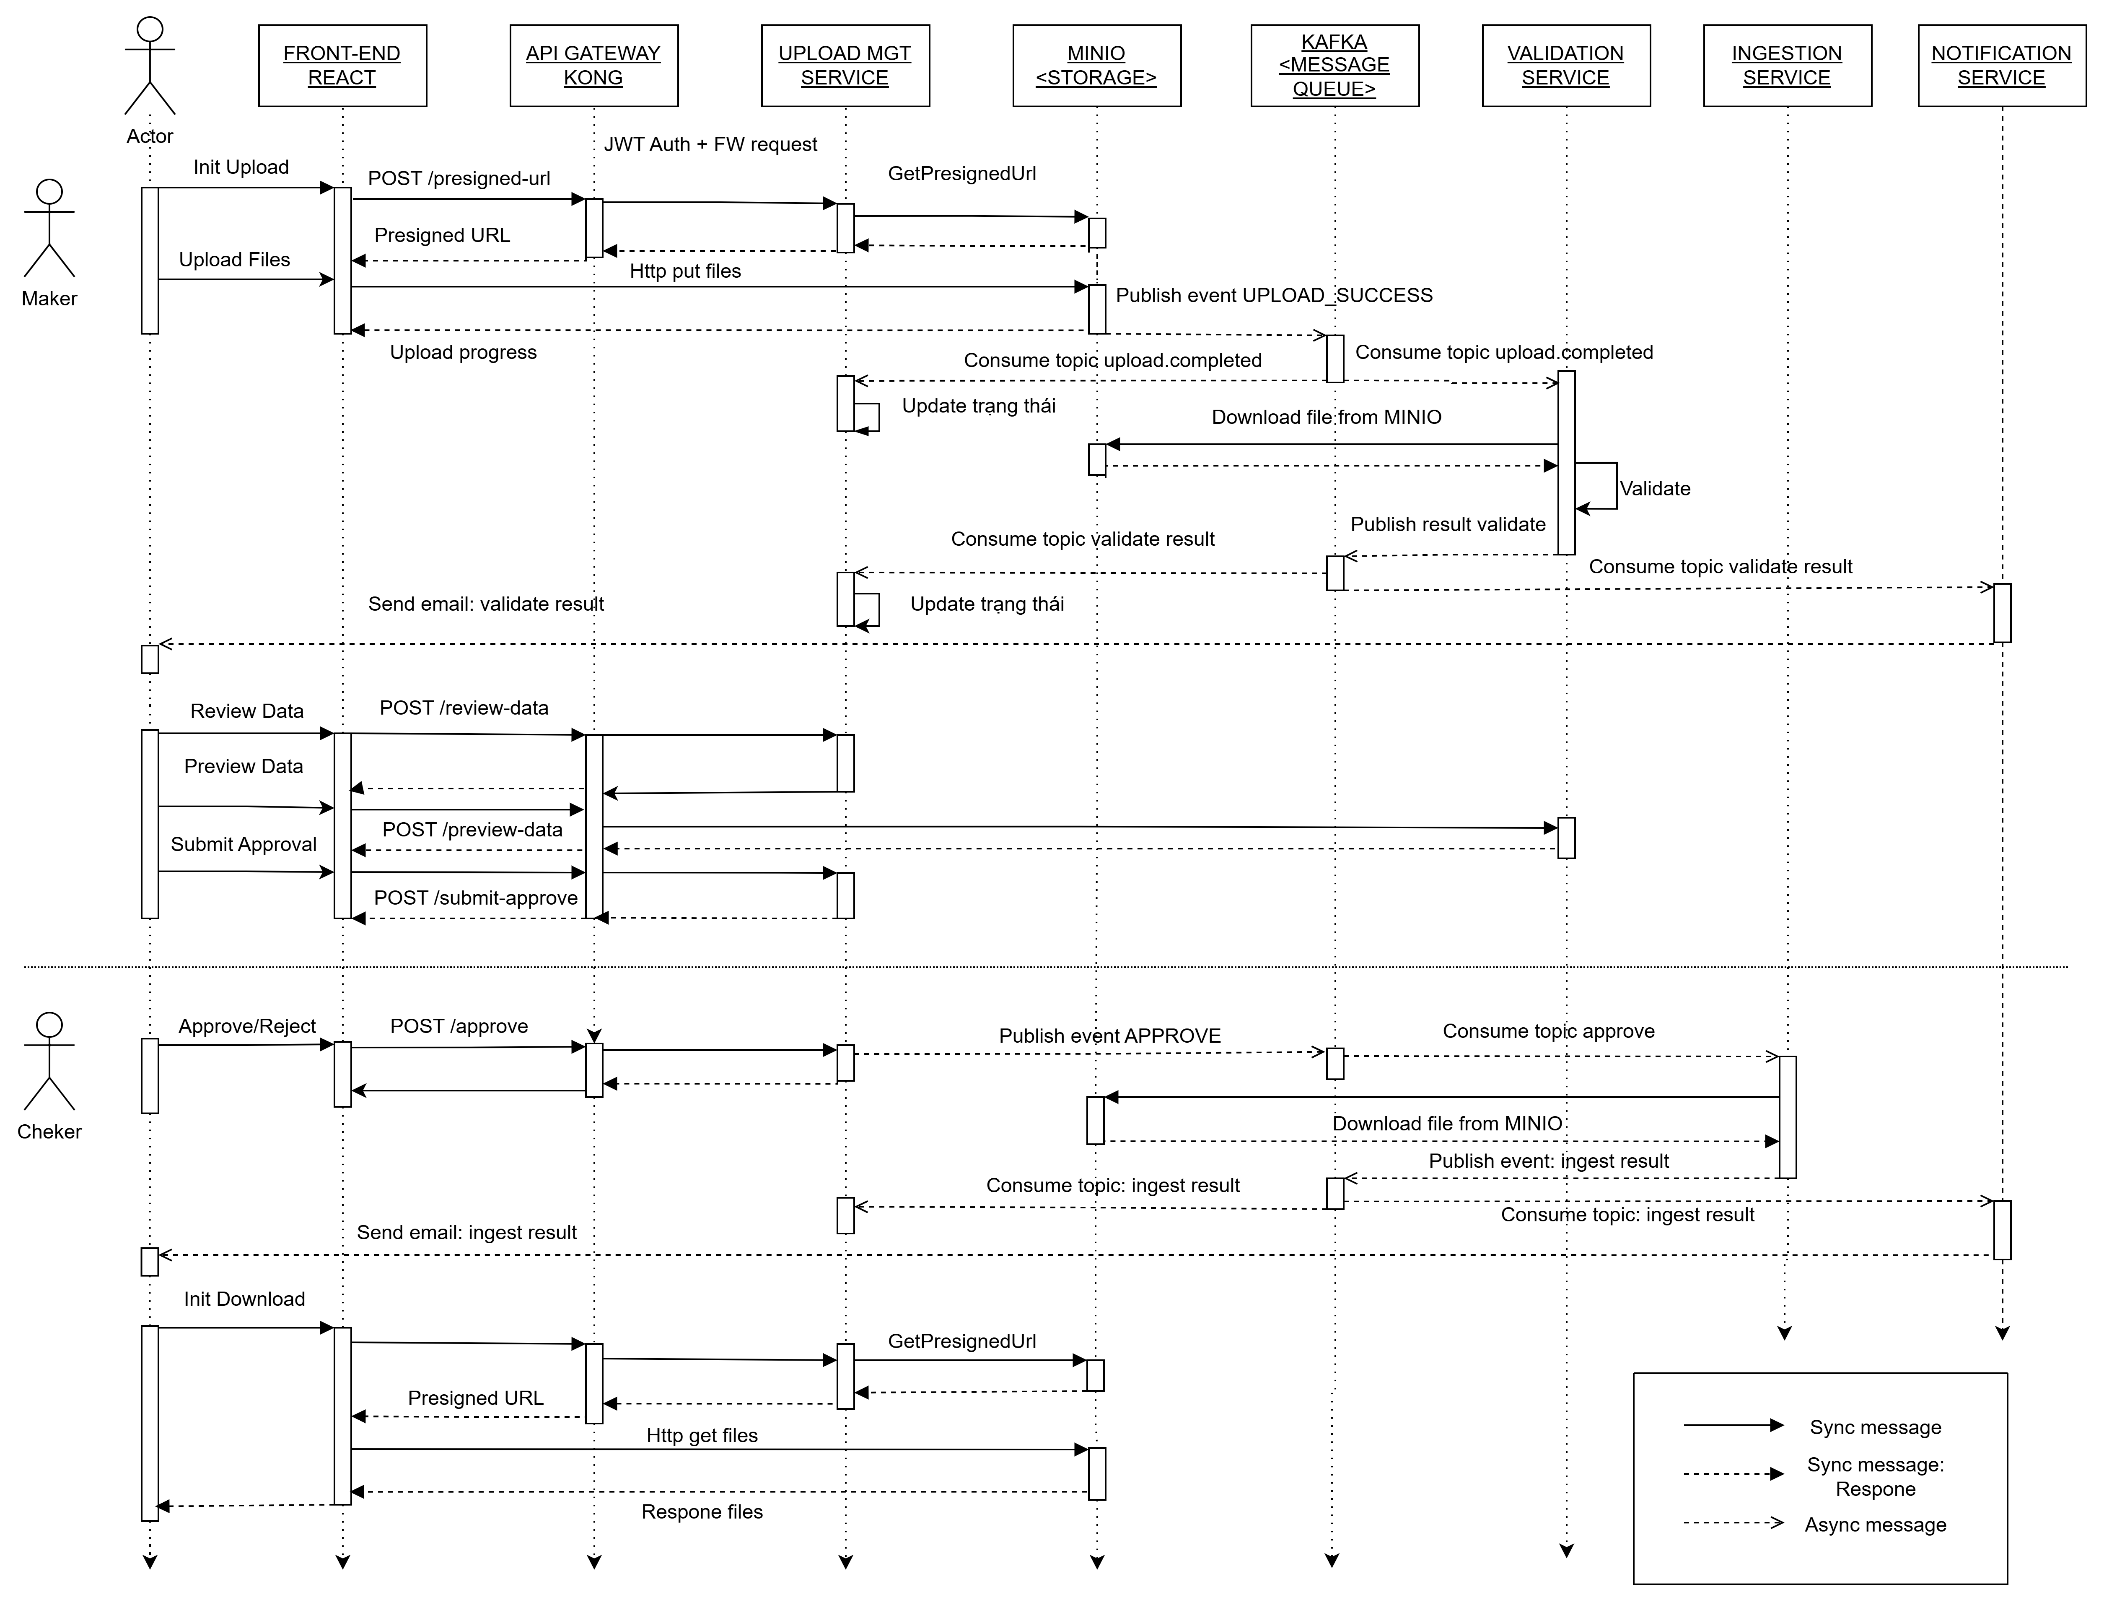 FRONT-END
REACT
API GATEWAY
KONG
UPLOAD MGT
SERVICE
MINIO
<STORAGE>
KAFKA
<MESSAGE
QUEUE>
VALIDATION
SERVICE
INGESTION
SERVICE
NOTIFICATION
SERVICE
Actor
JWT Auth + FW request
Init Upload
POST /presigned-url
GetPresignedUrl
Presigned URL
Upload Files
Http put files
Maker
Publish event UPLOAD_SUCCESS
Upload progress
Consume topic upload.completed
Consume topic upload.completed
Update trạng thái
Download file from MINIO
Validate
Publish result validate
Consume topic validate result
Consume topic validate result
Send email: validate result
Update trạng thái
Review Data
POST /review-data
Preview Data
POST /preview-data
Submit Approval
POST /submit-approve
Approve/Reject
POST /approve
Publish event APPROVE
Consume topic approve
Cheker
Download file from MINIO
Publish event: ingest result
Consume topic: ingest result
Consume topic: ingest result
Send email: ingest result
Init Download
GetPresignedUrl
Presigned URL
Http get files
Respone files
Sync message
Sync message:
Respone
Async message